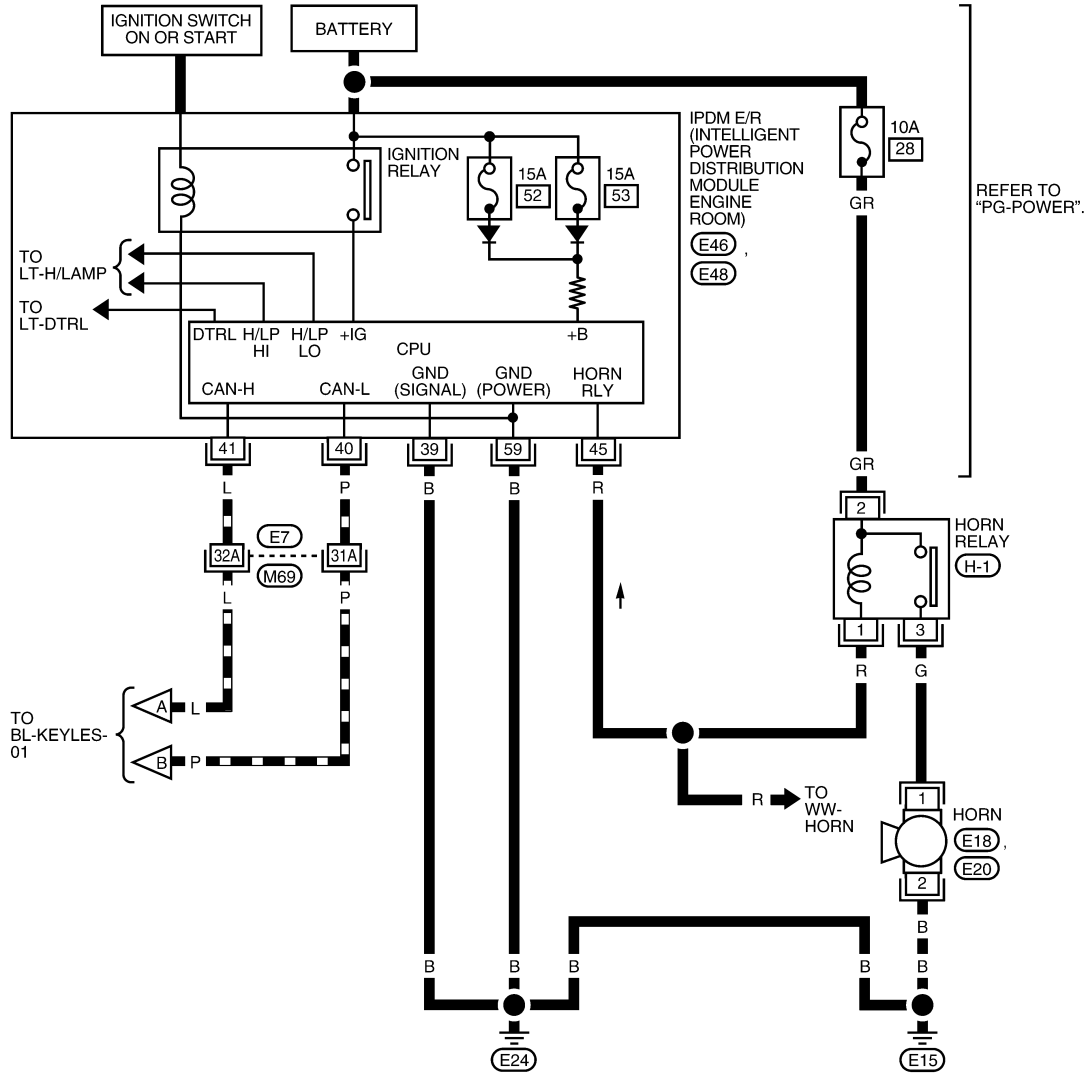 IGNITION SWITCH
ON OR START
BATTERY
IPDM E/R
(INTELLIGENT
POWER
DISTRIBUTION
MODULE
ENGINE
ROOM)
E46 ,
E48
10A
28
GR
REFER TO
“PG-POWER”.
IGNITION
RELAY
15A
52
15A
53
TO
LT-H/LAMP
TO
LT-DTRL
DTRL
H/LP
HI
H/LP
LO
+IG
+B
CPU
CAN-H
CAN-L
GND
(SIGNAL)
GND
(POWER)
HORN
RLY
41
40
39
59
45
L
P
B
B
R
GR
2
HORN
RELAY
H-1
1
3
R
G
32A
E7
M69
31A
L
P
TO
BL-KEYLES-
01
A
L
B
P
R
TO
WW-
HORN
1
HORN
E18 ,
E20
2
B
B
B
B
B
B
B
E24
E15